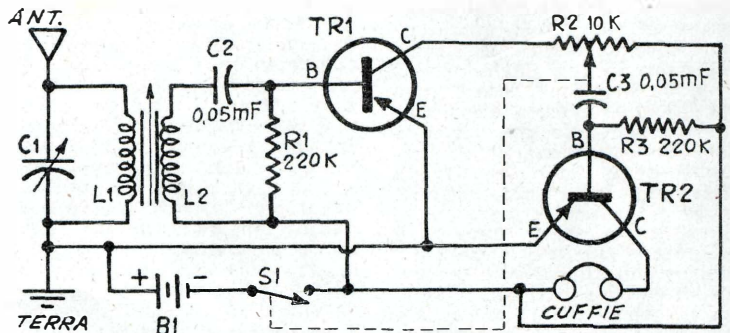 ANT.
C1
L1
L2
C2
0,05mF
R1
220K
TR1
B
C
E
R2 10K
C3 0,05mF
B
R3 220K
TR2
E
C
CUFFIE
S1
+
-
B1
TERRA